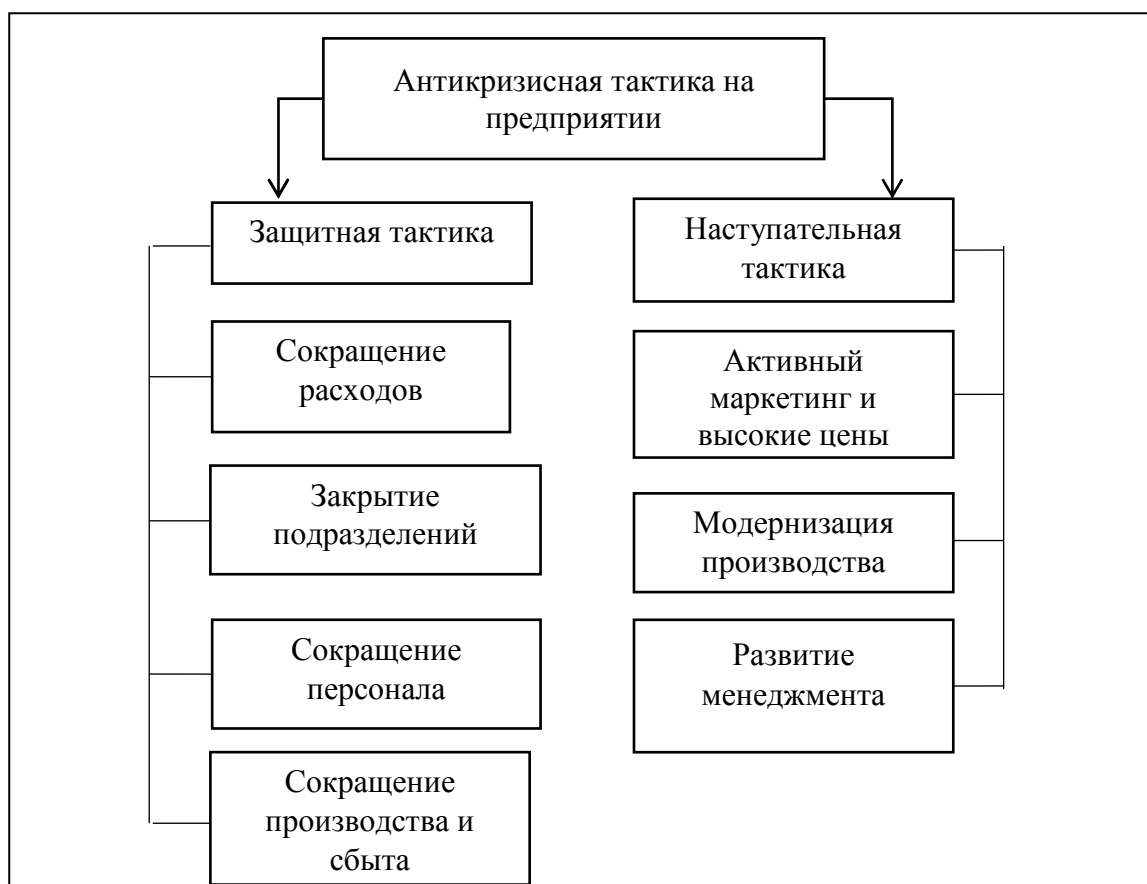 Антикризисная тактика на
предприятии
Защитная тактика
Сокращение
расходов
Закрытие
подразделений
Сокращение
персонала
Сокращение
производства и
сбыта
Наступательная
тактика
Активный
маркетинг и
высокие цены
Модернизация
производства
Развитие
менеджмента